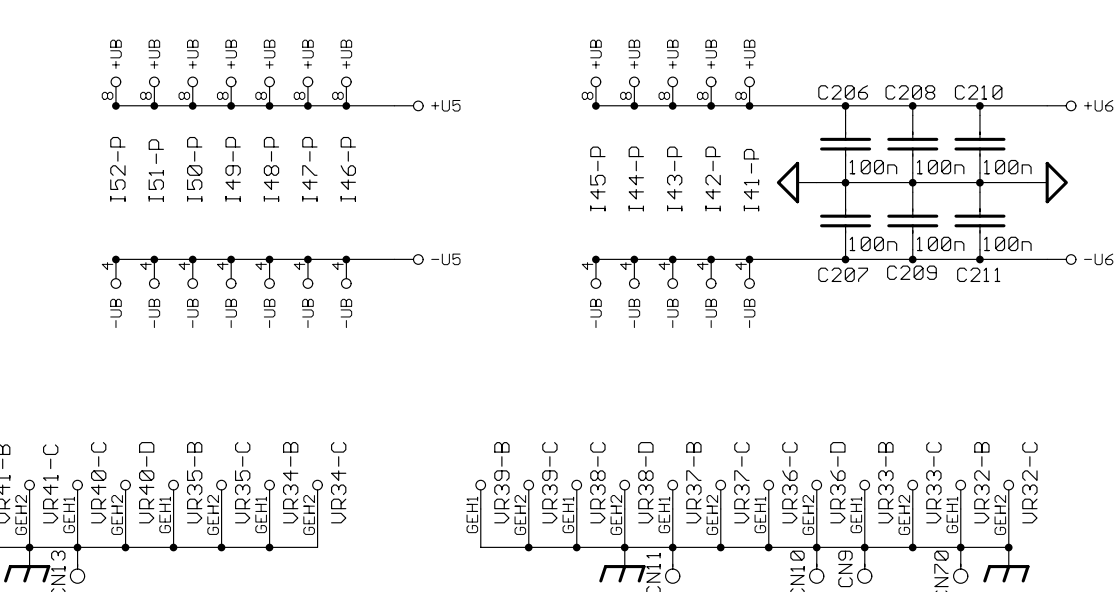 +UB +UB +UB +UB +UB +UB +UB +UB +UB +UB +UB +UB
8 8 8 8 8 8 8 +U5 8 8 8 8 8 C206 C208 C210 +U6
I52-P I51-P I50-P I49-P I48-P I47-P I46-P I45-P I44-P I43-P I42-P I41-P
100n 100n 100n
100n 100n 100n
4 4 4 4 4 4 4 -U5 4 4 4 4 4 C207 C209 C211 -U6
-UB -UB -UB -UB -UB -UB -UB -UB -UB -UB -UB -UB
VR41-B VR41-C VR40-C VR40-D VR35-B VR35-C VR34-B VR34-C VR39-B VR39-C VR38-C VR38-D VR37-B VR37-C VR36-C VR36-D VR33-B VR33-C VR32-B VR32-C
GEH2 GEH1 GEH2 GEH1 GEH2 GEH1 GEH2 GEH1 GEH2 GEH1 GEH2 GEH1 GEH2 GEH1 GEH2 GEH1 GEH2 GEH1 GEH2
CN13 CN11 CN10 CN9 CN70